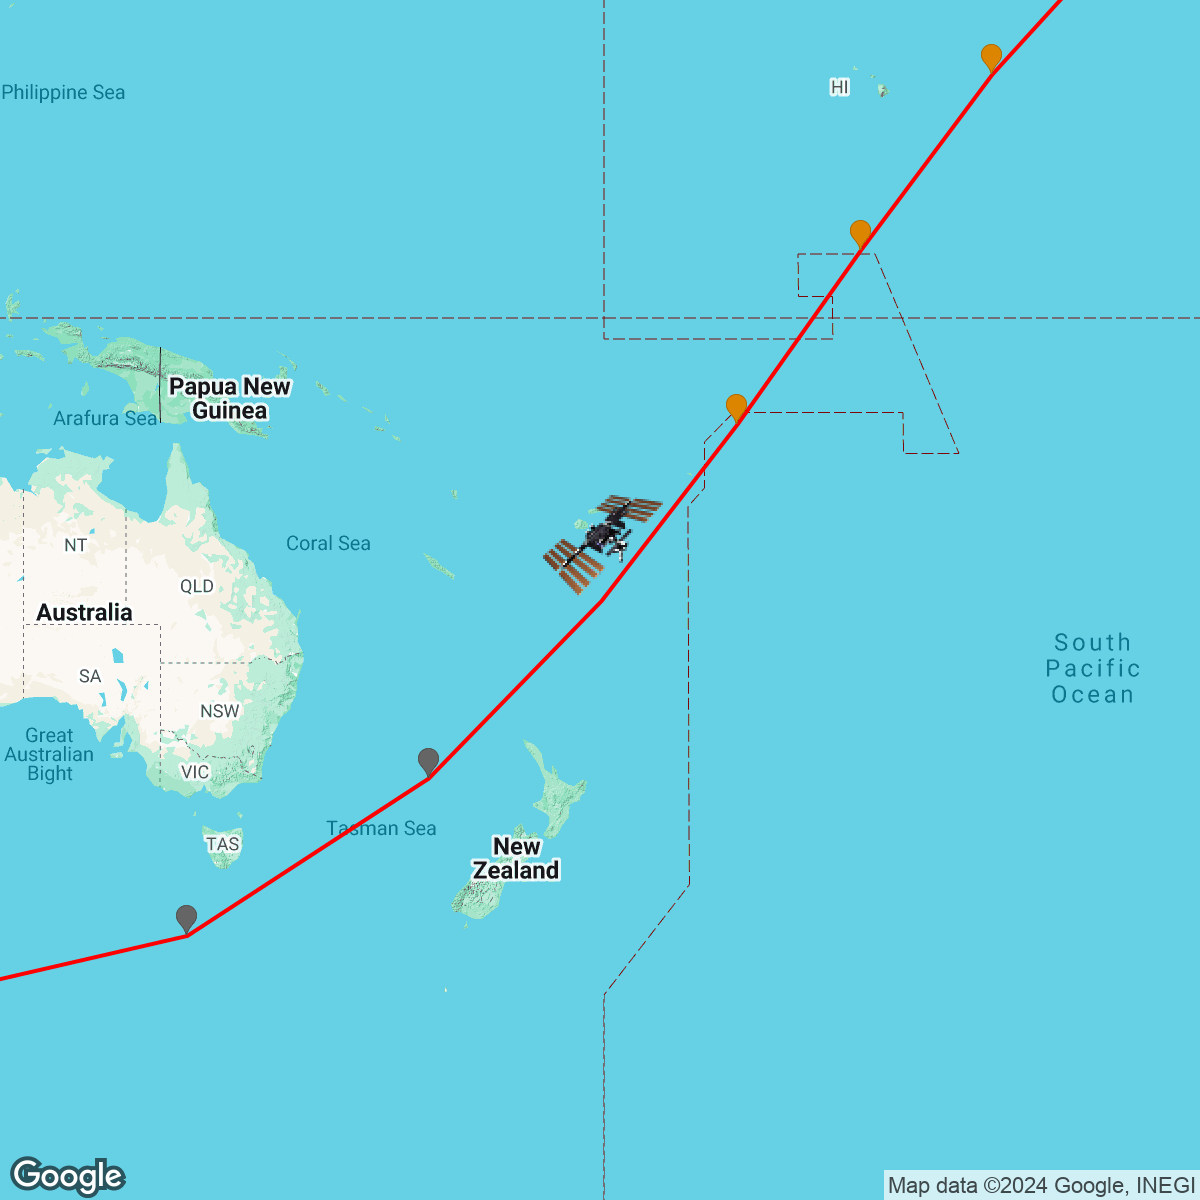 Philippine Sea
HI
Papua New
Guinea
Arafura Sea
NT
Coral Sea
QLD
Australia
South
Pacific
Ocean
SA
NSW
Great
Australian
Bight
VIC
Tasman Sea
TAS
New
Zealand
Google
Map data ©2024 Google, INEGI